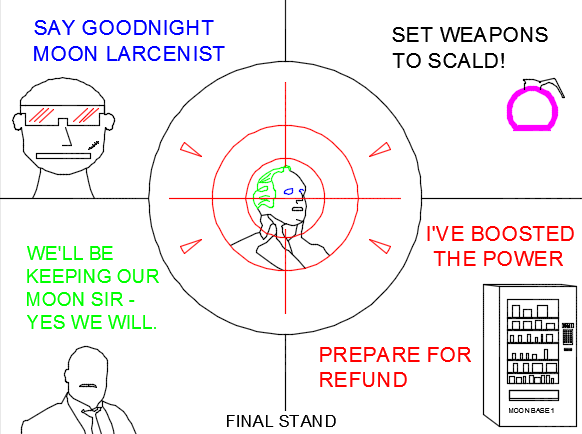 SAY GOODNIGHT
MOON LARCENIST
SET WEAPONS
TO SCALD!
WE'LL BE
KEEPING OUR
MOON SIR -
YES WE WILL.
I'VE BOOSTED
THE POWER
PREPARE FOR
REFUND
MOONBASE1
FINAL STAND